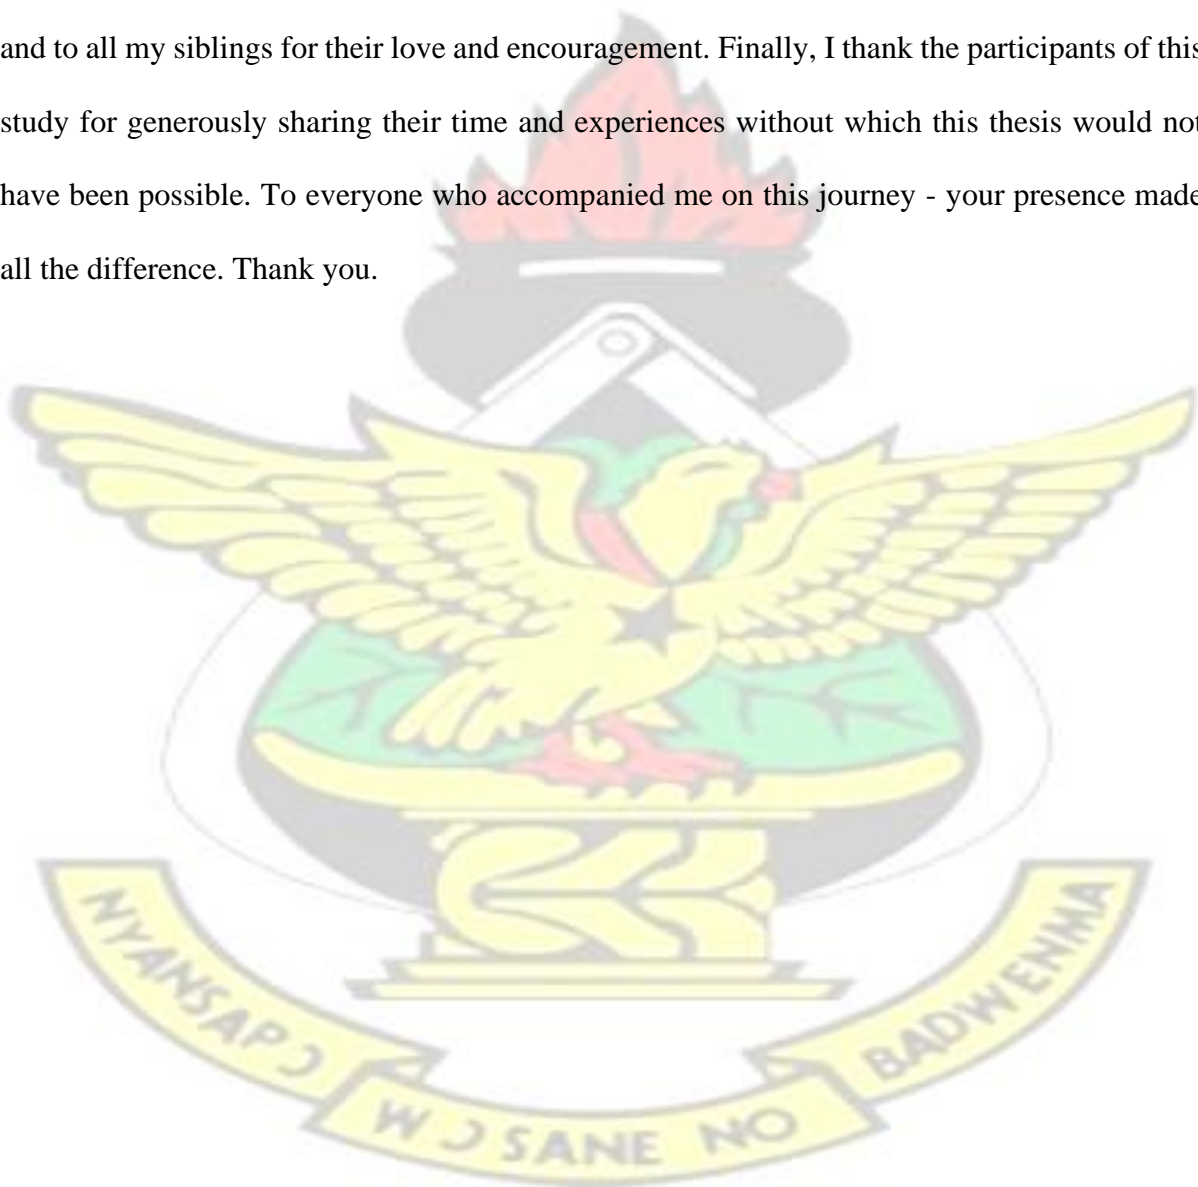 and to all my siblings for their love and encouragement. Finally, I thank the participants of this
study for generously sharing their time and experiences without which this thesis would not
have been possible. To everyone who accompanied me on this journey - your presence made
all the difference. Thank you.
NYANSAPƆ
WƆSANE NO
BADWENMA